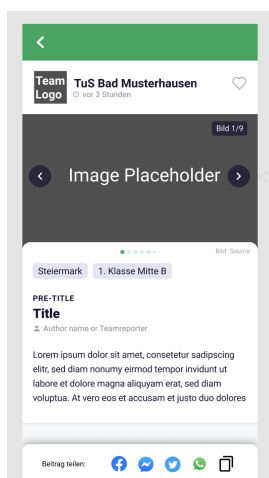 Team
Logo
TuS Bad Musterhausen
vor 3 Stunden
Bild 1/9
Image Placeholder
Bild: Source
Steiermark
1. Klasse Mitte B
PRE-TITLE
Title
Author name or Teamreporter
Lorem ipsum dolor sit amet, consetetur sadipscing
elitr, sed diam nonumy eirmod tempor invidunt ut
labore et dolore magna aliquyam erat, sed diam
voluptua. At vero eos et accusam et justo duo dolores
Beitrag teilen: